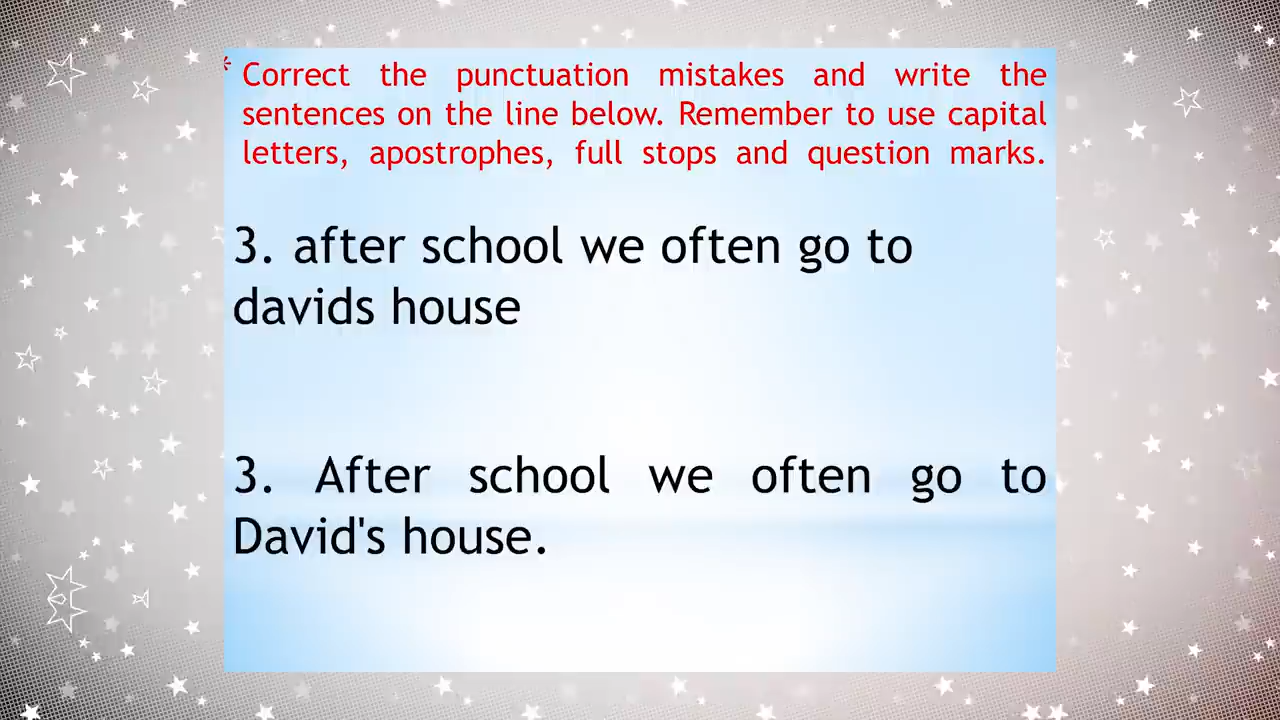 * Correct the punctuation mistakes and write the
sentences on the line below. Remember to use capital
letters, apostrophes, full stops and question marks.
3. after school we often go to
davids house
3. After school we often go to
David's house.